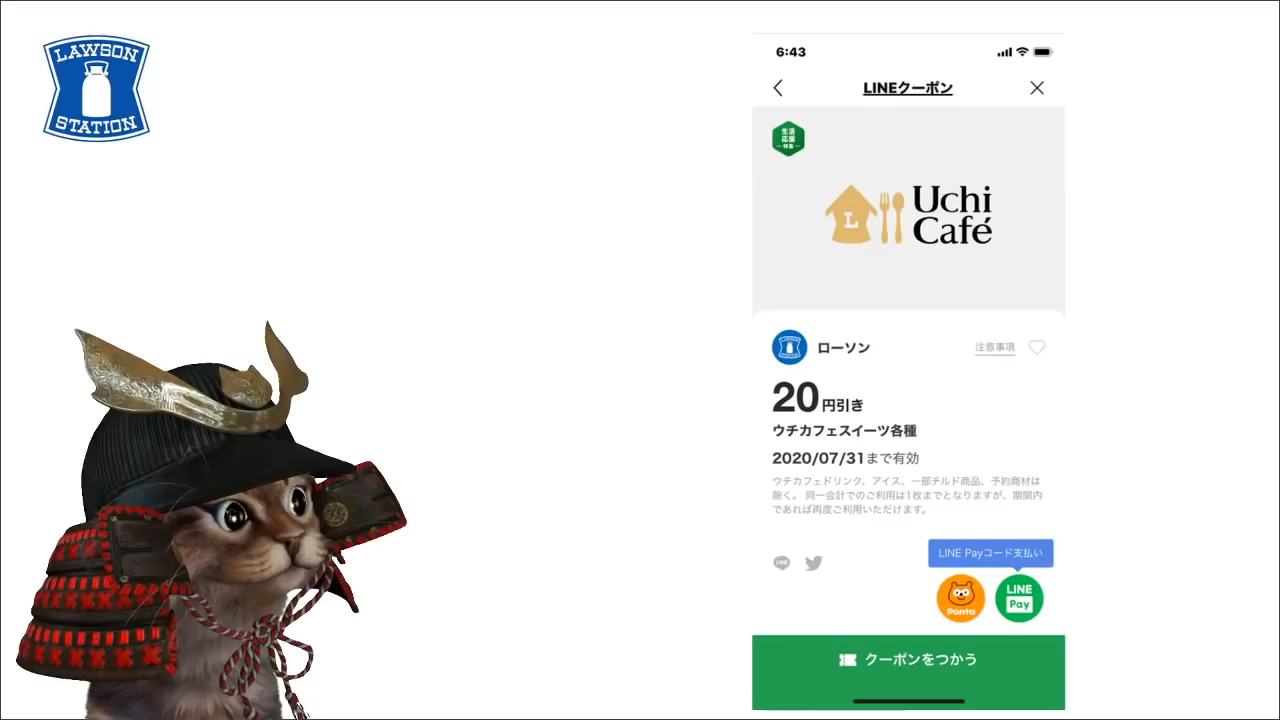 LAWSON
STATION
6:43
LINEクーポン
生活
応援
特集
L
Uchi
Café
ローソン
注意事項
20円引き
ウチカフェスイーツ各種
2020/07/31まで有効
ウチカフェドリンク、アイス、一部チルド商品、予約商材は
除く。 同一会計でのご利用は1枚までとなりますが、期間内
であれば再度ご利用いただけます。
LINE Payコード支払い
LINE
Ponta
LINE
Pay
クーポンをつかう